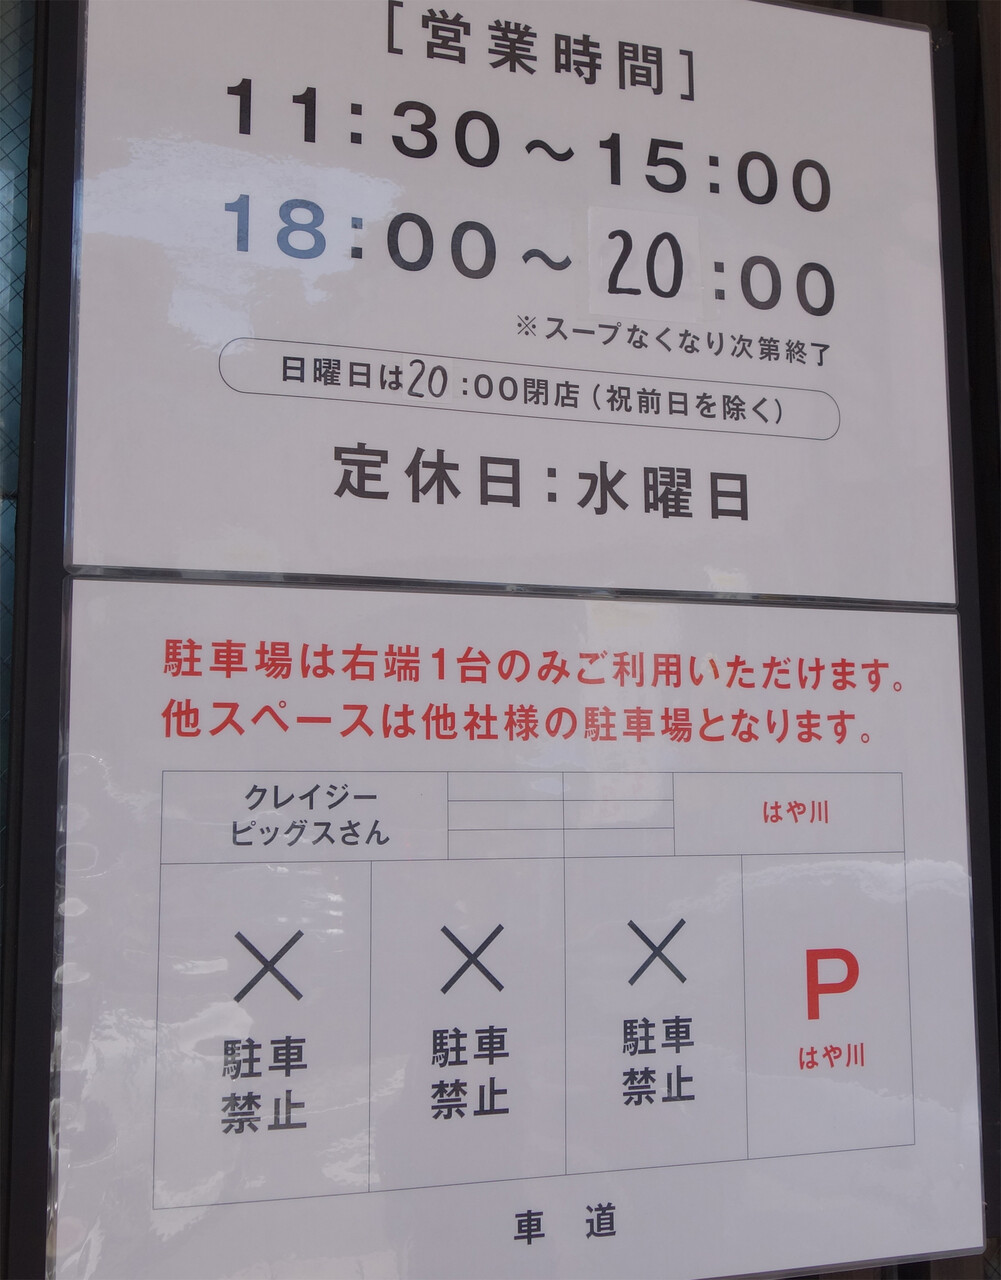 [営業時間]
11:30～15:00
18:00～20:00
※スープなくなり次第終了
日曜日は20:00閉店(祝前日を除く)
定休日:水曜日
駐車場は右端1台のみご利用いただけます。
他スペースは他社様の駐車場となります。
クレイジー
ピッグスさん
はや川
×
駐車
禁止
×
駐車
禁止
×
駐車
禁止
P
はや川
車道